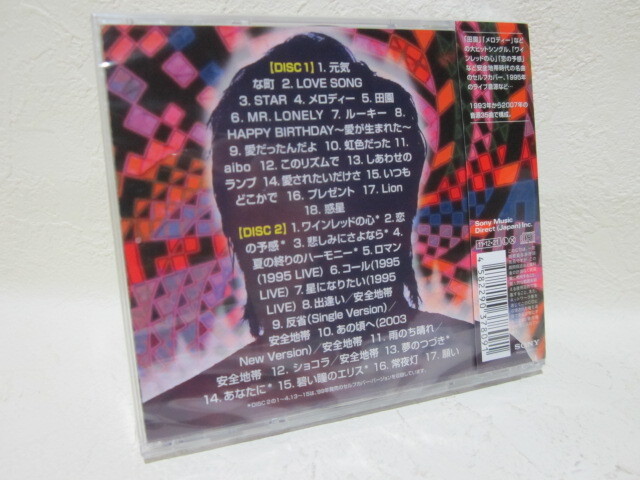 [DISC 1] 1. 元気
な町 2. LOVE SONG
3. STAR 4. メロディー 5. 田園
6. MR. LONELY 7. ルーキー 8.
HAPPY BIRTHDAY〜愛が生まれた〜
9. 愛だったんだよ 10. 虹色だった 11.
aibo 12. このリズムで 13. しあわせの
ランプ 14. 愛されたいだけさ 15. いつも
どこかで 16. プレゼント 17. Lion
18. 惑星
[DISC 2] 1. ワインレッドの心* 2. 恋
の予感* 3. 悲しみにさよなら* 4.
夏の終りのハーモニー* 5. ロマン
(1995 LIVE) 6. コール(1995
LIVE) 7. 星になりたい(1995
LIVE) 8. 出逢い/安全地帯
9. 反省(Single Version)/
安全地帯 10. あの頃へ(2003
New Version)/安全地帯 11. 雨のち晴れ/
安全地帯 12. ショコラ/安全地帯 13. 夢のつづき*
14. あなたに* 15. 碧い瞳のエリス* 16. 常夜灯 17. 願い
「田園」「メロディー」など
の大ヒットシングル、「ワイ
ンレッドの心」「恋の予感」
など安全地帯時代の名曲
のセルフカバー、1995年
のライブ音源など…
1993年から2007年の
音源35曲で構成。
Sony Music
Direct (Japan) Inc.
SONY